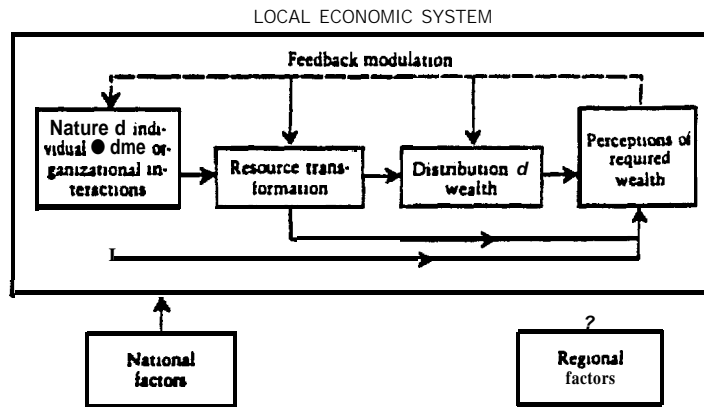 LOCAL ECONOMIC SYSTEM
Feedback modulation
Nature d indi-
vidual ● dme or-
ganizational in-
teractions
Resource trans-
formation
Distribution d
wealth
Perceptions of
required
wealth
National
factors
?
Regional
factors